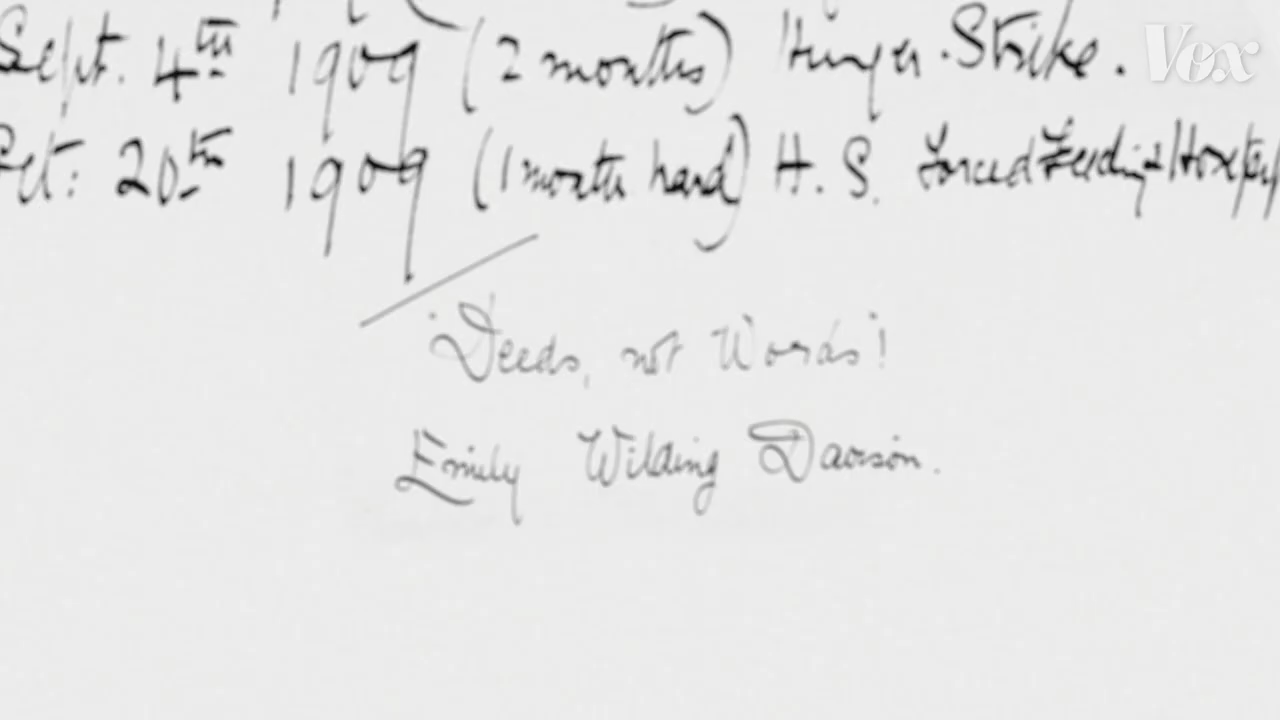 Sept. 4th 1909 (2 months) Hunger-Strike.
Oct: 20th 1909 (1 month hard) H. S. Forced Feeding +
Deeds, not Words!
Emily Wilding Davison.
Vox